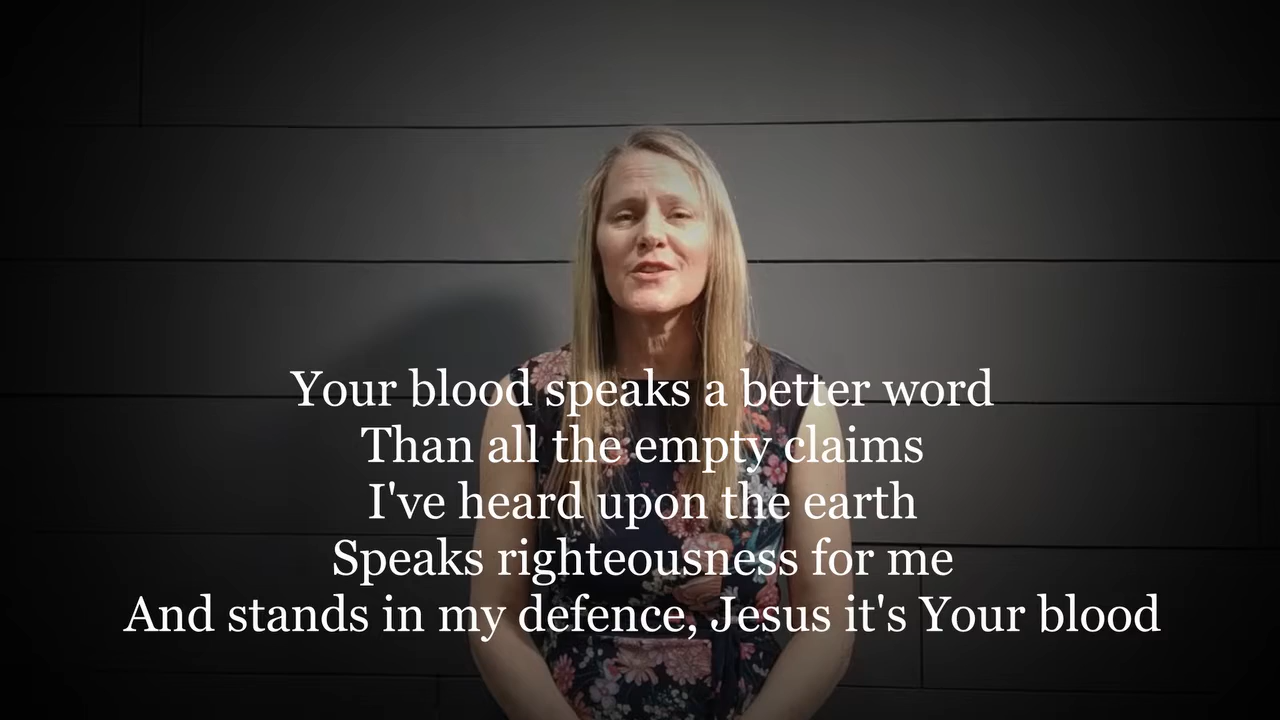 Your blood speaks a better word
Than all the empty claims
I've heard upon the earth
Speaks righteousness for me
And stands in my defence, Jesus it's Your blood